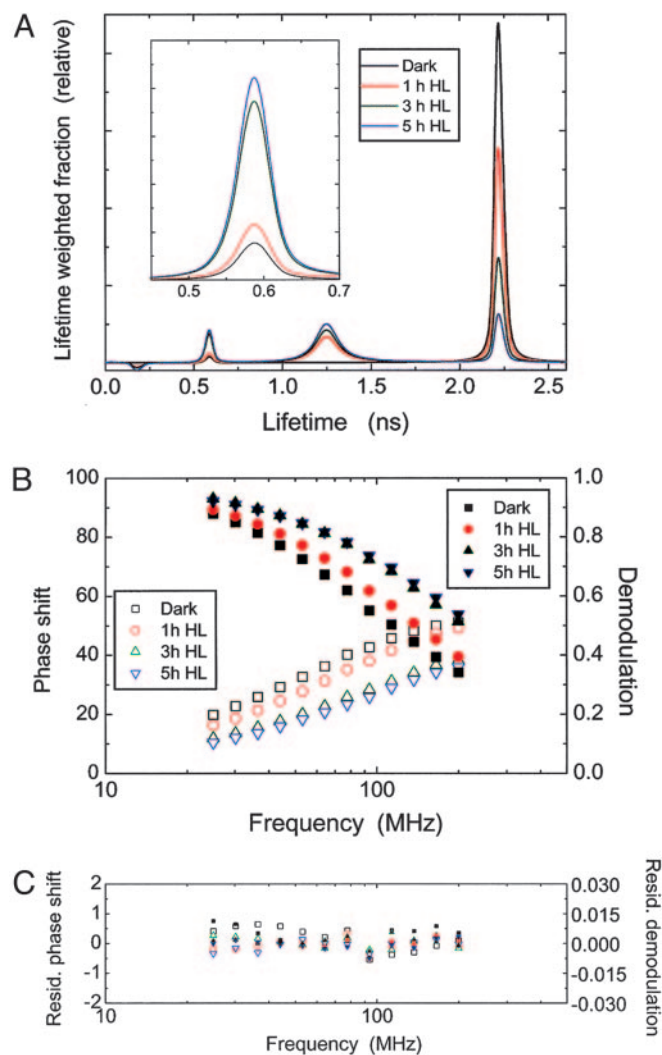 A
Lifetime weighted fraction (relative)
Dark
1 h HL
3 h HL
5 h HL
0.5 0.6 0.7
0.0 0.5 1.0 1.5 2.0 2.5
Lifetime (ns)
B
100
80
60
40
20
0
Phase shift
1.0
0.8
0.6
0.4
0.2
0.0
Demodulation
Dark
1h HL
3h HL
5h HL
Dark
1h HL
3h HL
5h HL
10 100
Frequency (MHz)
C
2
1
0
-1
-2
Resid. phase shift
0.030
0.015
0.000
-0.015
-0.030
Resid. demodulation
10 100
Frequency (MHz)